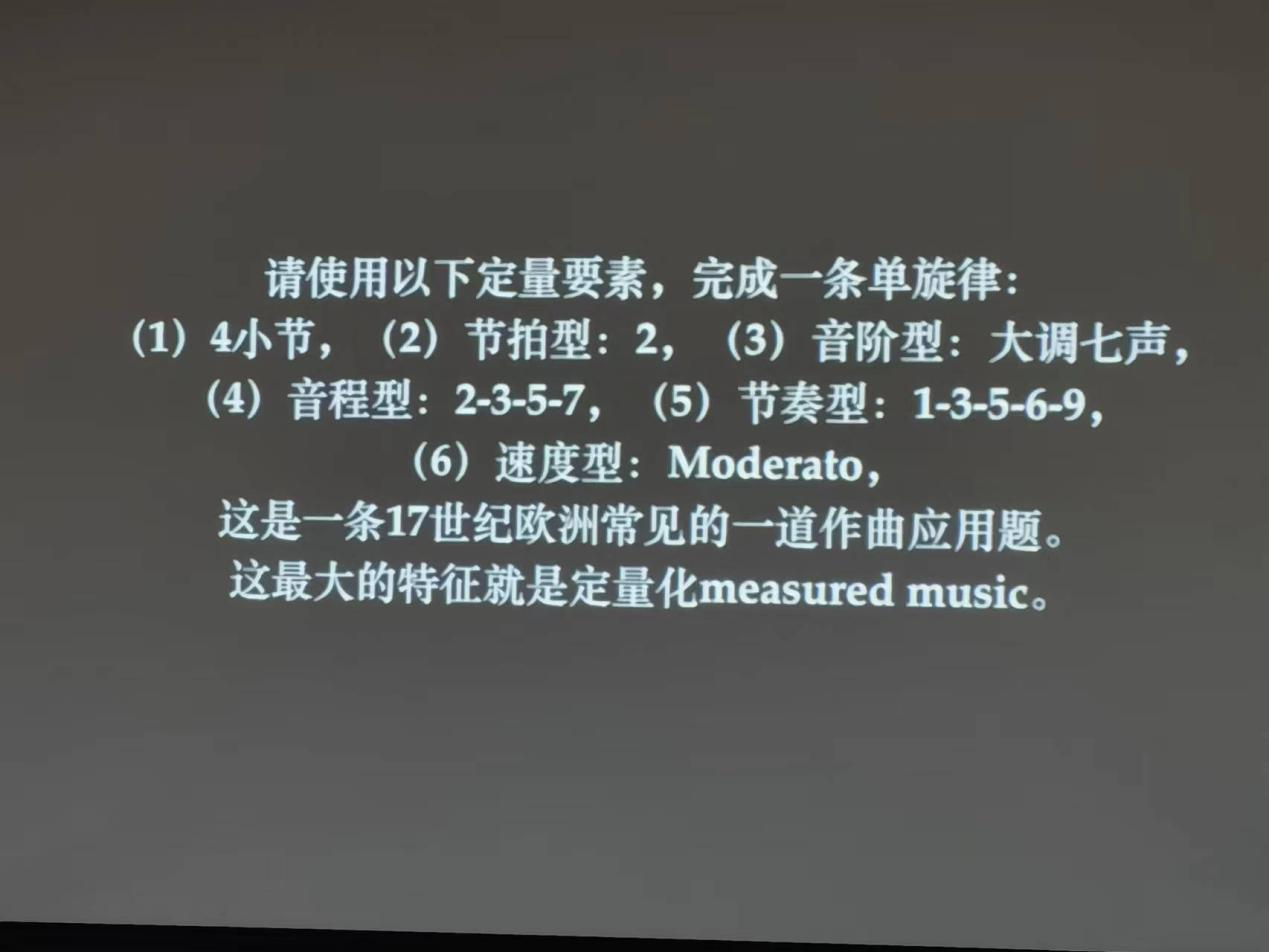 请使用以下定量要素，完成一条单旋律：
（1）4小节，（2）节拍型：2，（3）音阶型：大调七声，
（4）音程型：2-3-5-7，（5）节奏型：1-3-5-6-9，
（6）速度型：Moderato，
这是一条17世纪欧洲常见的一道作曲应用题。
这最大的特征就是定量化measured music。